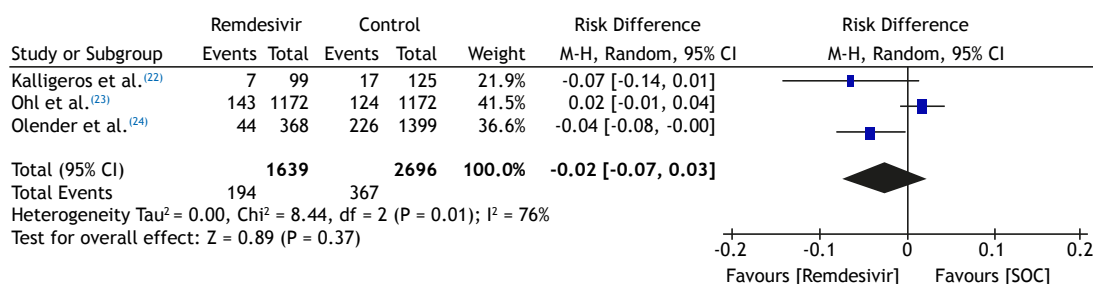 Remdesivir Control Risk Difference Risk Difference
Study or Subgroup Events Total Events Total Weight M-H, Random, 95% CI M-H, Random, 95% CI
Kalligeros et al.(22) 7 99 17 125 21.9% -0.07 [-0.14, 0.01]
Ohl et al.(23) 143 1172 124 1172 41.5% 0.02 [-0.01, 0.04]
Olender et al.(24) 44 368 226 1399 36.6% -0.04 [-0.08, -0.00]
Total (95% CI) 1639 2696 100.0% -0.02 [-0.07, 0.03]
Total Events 194 367
Heterogeneity Tau² = 0.00, Chi² = 8.44, df = 2 (P = 0.01); I² = 76%
Test for overall effect: Z = 0.89 (P = 0.37)
-0.2 -0.1 0 0.1 0.2
Favours [Remdesivir] Favours [SOC]